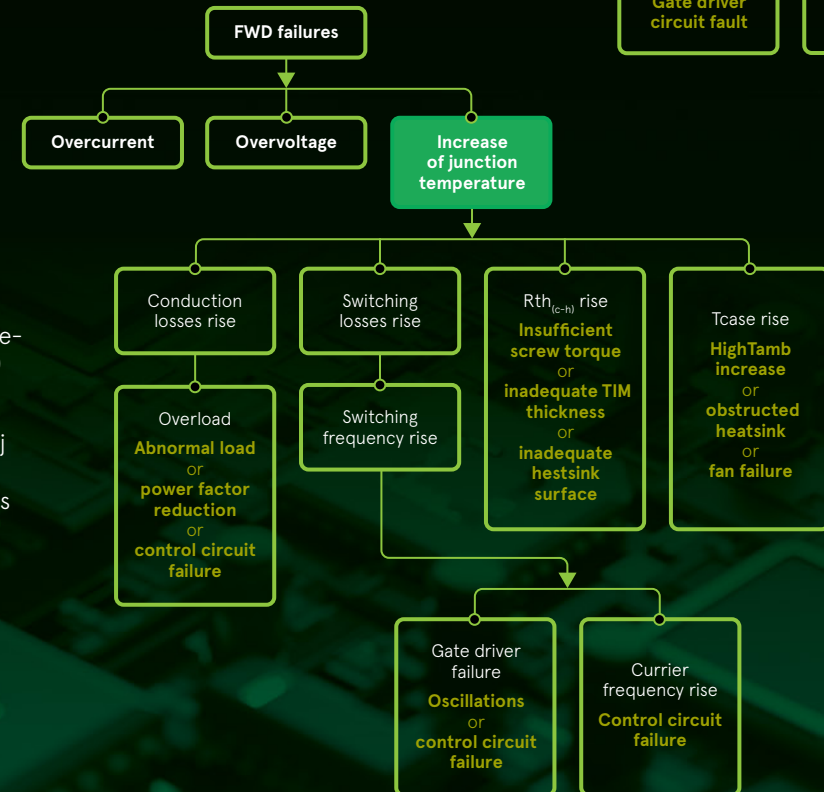 Gate driver
circuit fault
FWD failures
Overcurrent
Overvoltage
Increase
of junction
temperature
Conduction
losses rise
Switching
losses rise
Rth(c-h) rise
Insufficient
screw torque
or
inadequate TIM
thickness
or
inadequate
hestsink
surface
Tcase rise
HighTamb
increase
or
obstructed
heatsink
or
fan failure
Overload
Abnormal load
or
power factor
reduction
or
control circuit
failure
Switching
frequency rise
e-
j
s
Gate driver
failure
Oscillations
or
control circuit
failure
Currier
frequency rise
Control circuit
failure